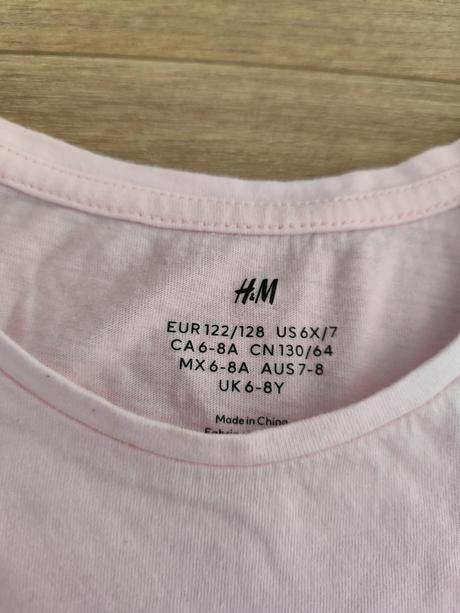 H&M
EUR 122/128 US 6X/7
CA 6-8A CN 130/64
MX 6-8A AUS 7-8
UK 6-8Y
Made in China